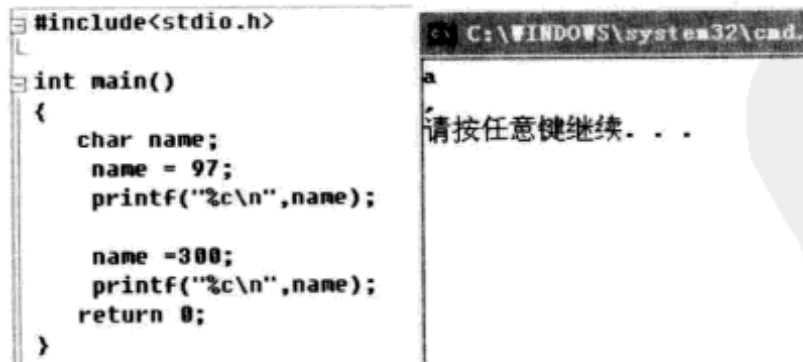 #include<stdio.h>
int main()
{
char name;
name = 97;
printf("%c\n",name);
name =300;
printf("%c\n",name);
return 0;
}
C:\WINDOWS\system32\cmd.
a
,
请按任意键继续. . .